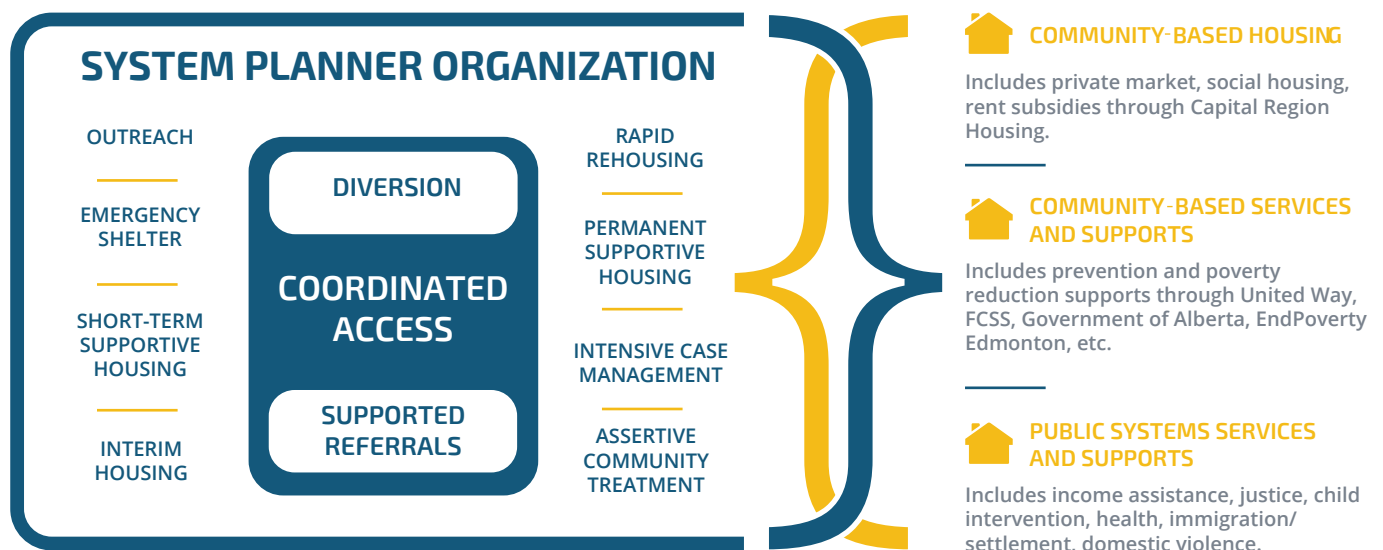 SYSTEM PLANNER ORGANIZATION
OUTREACH
EMERGENCY
SHELTER
SHORT-TERM
SUPPORTIVE
HOUSING
INTERIM
HOUSING
DIVERSION
COORDINATED
ACCESS
SUPPORTED
REFERRALS
RAPID
REHOUSING
PERMANENT
SUPPORTIVE
HOUSING
INTENSIVE CASE
MANAGEMENT
ASSERTIVE
COMMUNITY
TREATMENT
COMMUNITY-BASED HOUSING
Includes private market, social housing,
rent subsidies through Capital Region
Housing.
COMMUNITY-BASED SERVICES
AND SUPPORTS
Includes prevention and poverty
reduction supports through United Way,
FCSS, Government of Alberta, EndPoverty
Edmonton, etc.
PUBLIC SYSTEMS SERVICES
AND SUPPORTS
Includes income assistance, justice, child
intervention, health, immigration/
settlement, domestic violence.